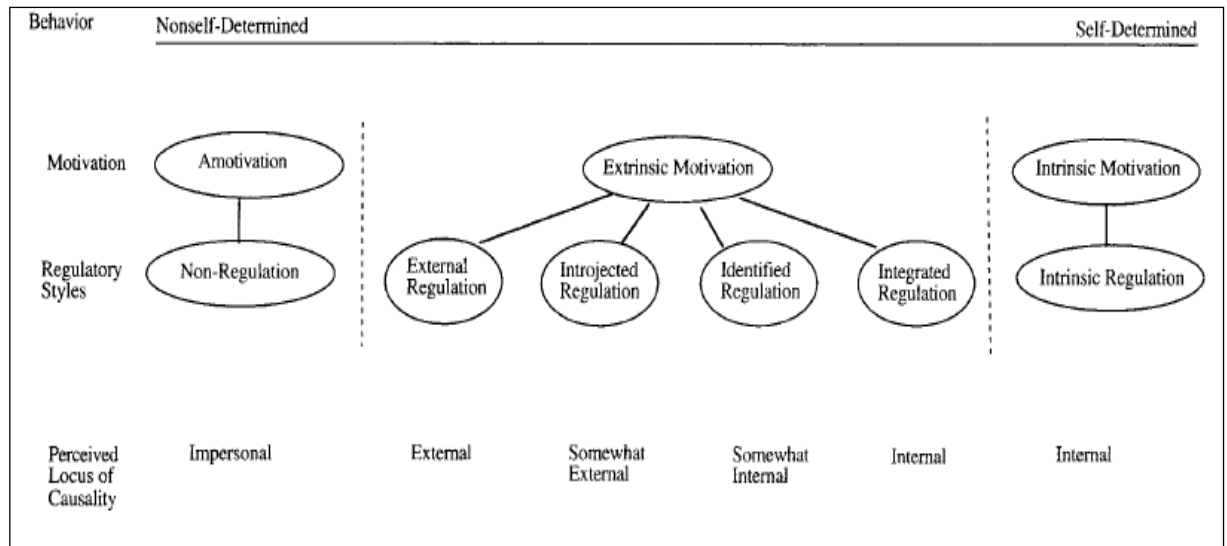 Behavior
Nonself-Determined
Self-Determined
Motivation
Amotivation
Extrinsic Motivation
Intrinsic Motivation
Regulatory
Styles
Non-Regulation
External
Regulation
Introjected
Regulation
Identified
Regulation
Integrated
Regulation
Intrinsic Regulation
Perceived
Locus of
Causality
Impersonal
External
Somewhat
External
Somewhat
Internal
Internal
Internal